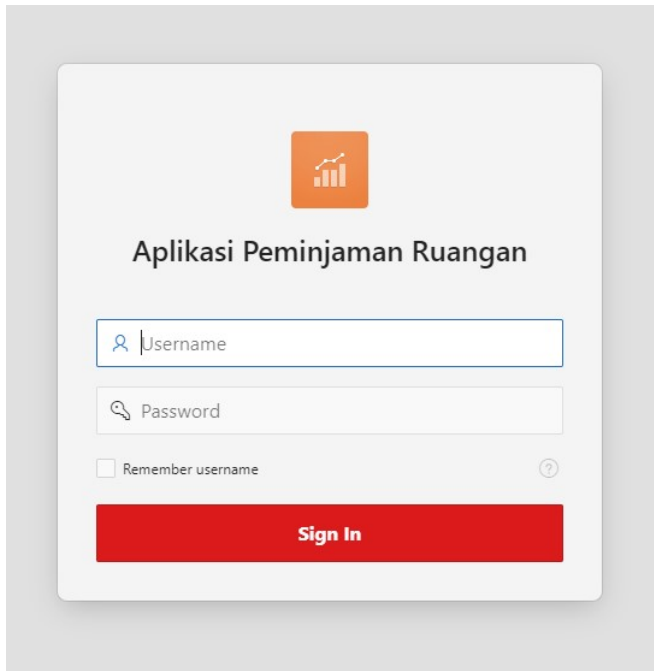 Aplikasi Peminjaman Ruangan
Username
Password
Remember username
?
Sign In